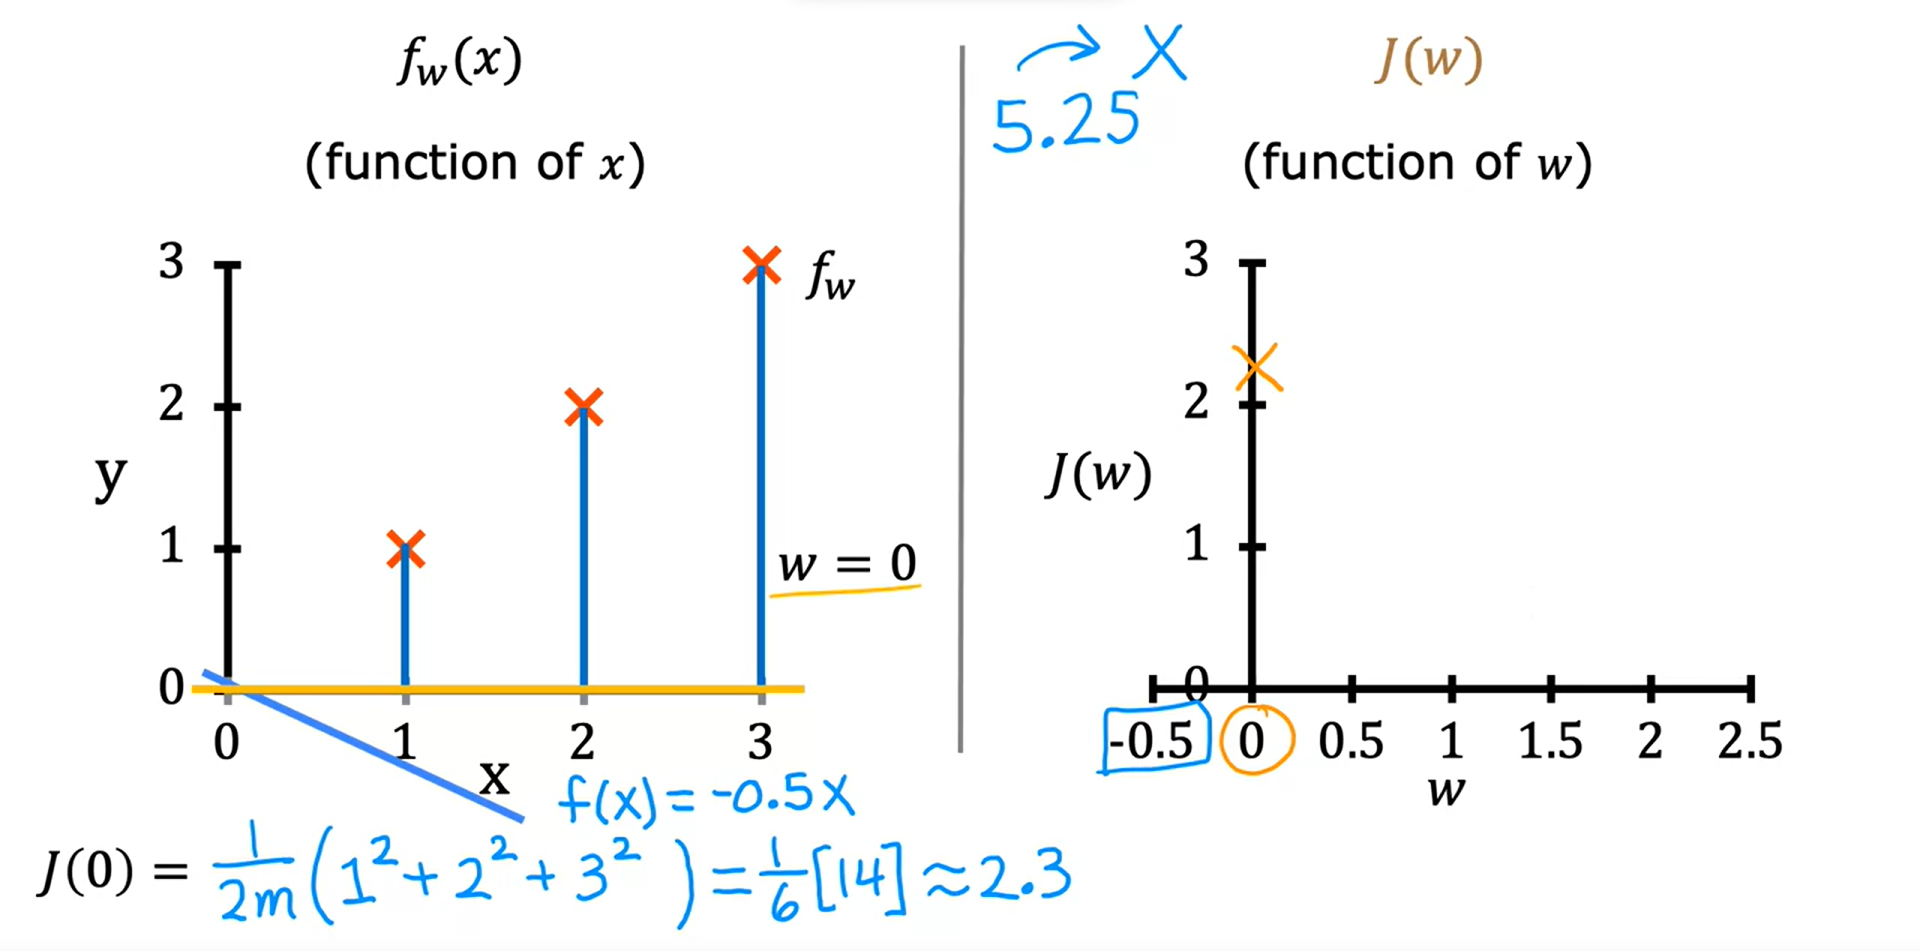 f_w(x)
(function of x)
3
2
y
1
0
0 1 2 3
x
f_w
w = 0
f(x) = -0.5x
J(0) = 1/2m (1² + 2² + 3²) = 1/6 [14] ≈ 2.3
→ X
5.25
J(w)
(function of w)
3
2
J(w)
1
0
-0.5 0 0.5 1 1.5 2 2.5
w